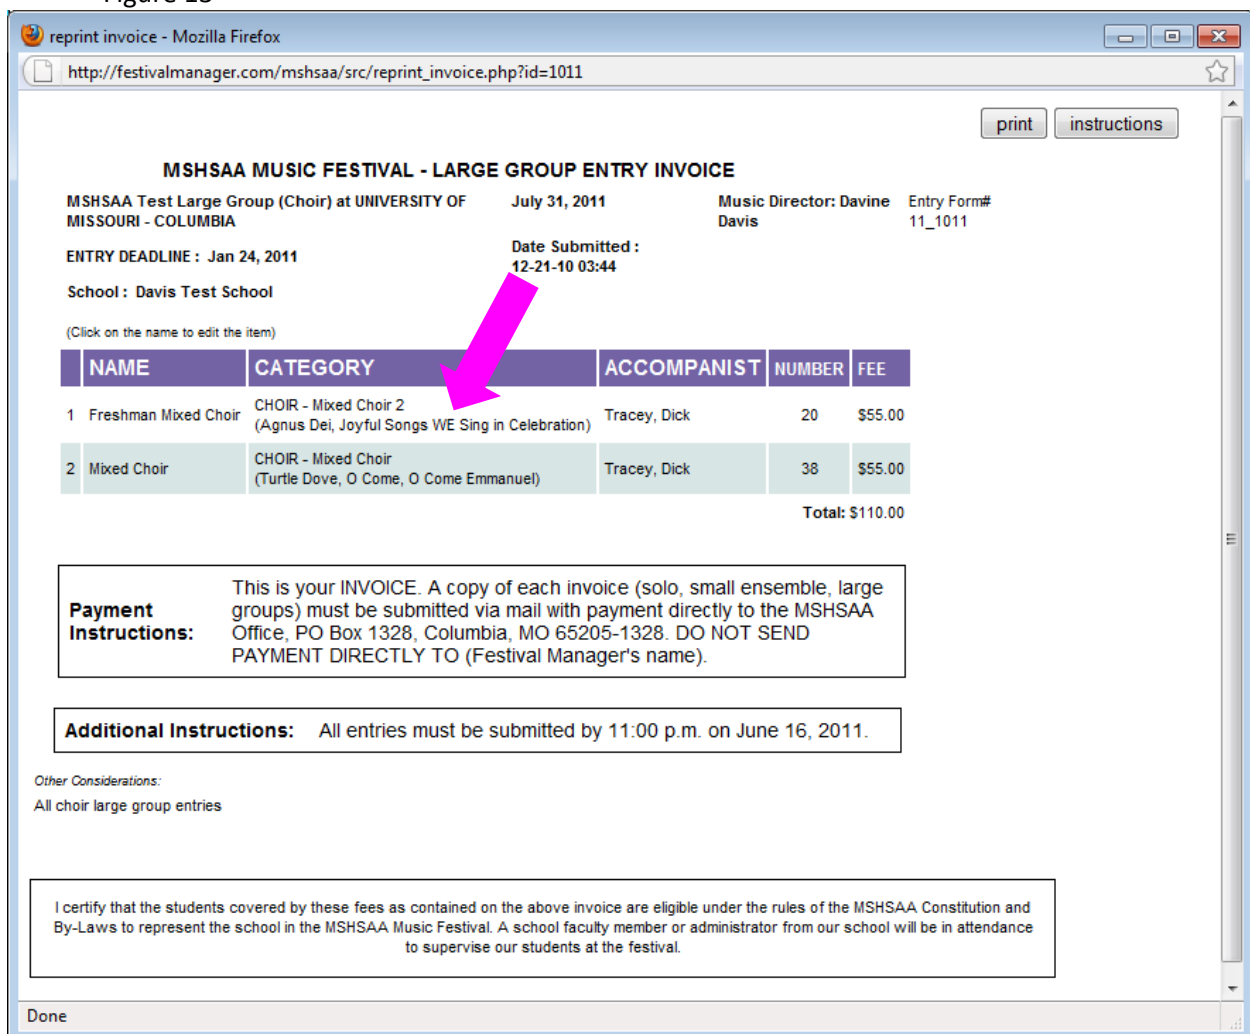 reprint invoice - Mozilla Firefox
http://festivalmanager.com/mshsaa/src/reprint_invoice.php?id=1011
print instructions
MSHSAA MUSIC FESTIVAL - LARGE GROUP ENTRY INVOICE
MSHSAA Test Large Group (Choir) at UNIVERSITY OF July 31, 2011 Music Director: Davine Entry Form#
MISSOURI - COLUMBIA Davis 11_1011
Date Submitted :
ENTRY DEADLINE : Jan 24, 2011
12-21-10 03:44
School : Davis Test School
(Click on the name to edit the item)
NAME CATEGORY ACCOMPANIST NUMBER FEE
1 Freshman Mixed Choir CHOIR - Mixed Choir 2 Tracey, Dick 20 $55.00
(Agnus Dei, Joyful Songs WE Sing in Celebration)
2 Mixed Choir CHOIR - Mixed Choir Tracey, Dick 38 $55.00
(Turtle Dove, O Come, O Come Emmanuel)
Total: $110.00
Payment Instructions:
This is your INVOICE. A copy of each invoice (solo, small ensemble, large
groups) must be submitted via mail with payment directly to the MSHSAA
Office, PO Box 1328, Columbia, MO 65205-1328. DO NOT SEND
PAYMENT DIRECTLY TO (Festival Manager's name).
Additional Instructions: All entries must be submitted by 11:00 p.m. on June 16, 2011.
Other Considerations:
All choir large group entries
I certify that the students covered by these fees as contained on the above invoice are eligible under the rules of the MSHSAA Constitution and
By-Laws to represent the school in the MSHSAA Music Festival. A school faculty member or administrator from our school will be in attendance
to supervise our students at the festival.
Done